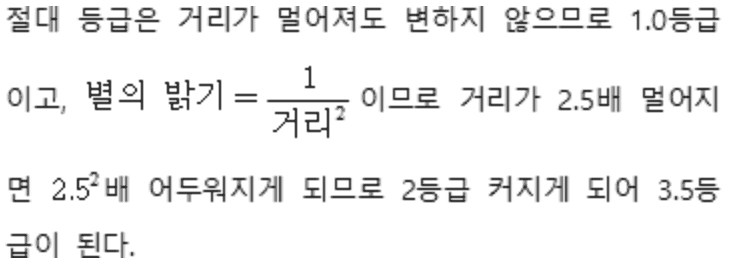 절대 등급은 거리가 멀어져도 변하지 않으므로 1.0등급
이고, 별의 밝기 = 1/거리² 이므로 거리가 2.5배 멀어지
면 2.5²배 어두워지게 되므로 2등급 커지게 되어 3.5등
급이 된다.